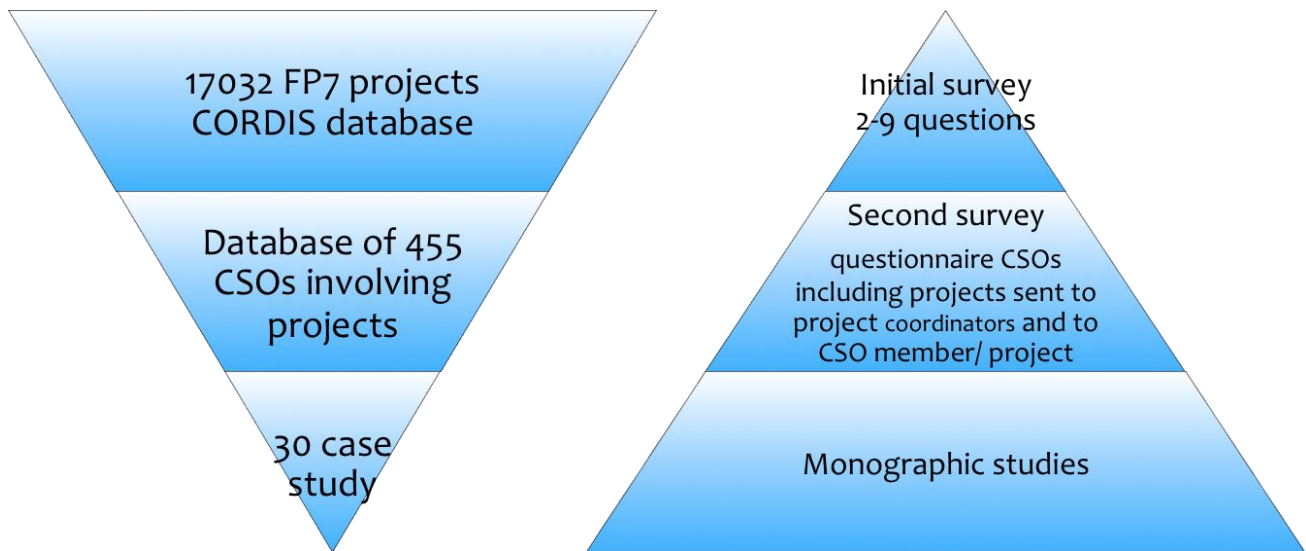 17032 FP7 projects
CORDIS database
Database of 455
CSOs involving
projects
30 case
study
Initial survey
2-9 questions
Second survey
questionnaire CSOs
including projects sent to
project coordinators and to
CSO member/ project
Monographic studies